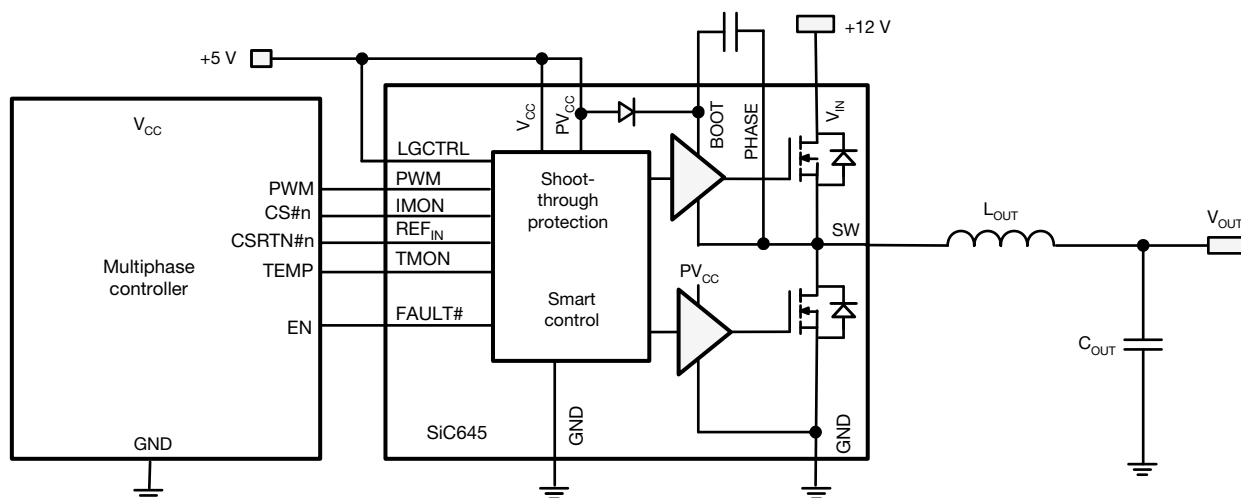 +12 V
+5 V
V_CC
PWM
CS#n
CSRTN#n
TEMP
EN
Multiphase
controller
GND
V_CC
PV_CC
BOOT
PHASE
V_IN
LGCTRL
PWM
IMON
REF_IN
TMON
FAULT#
Shoot-
through
protection
Smart
control
PV_CC
SW
GND
GND
SiC645
L_OUT
V_OUT
C_OUT